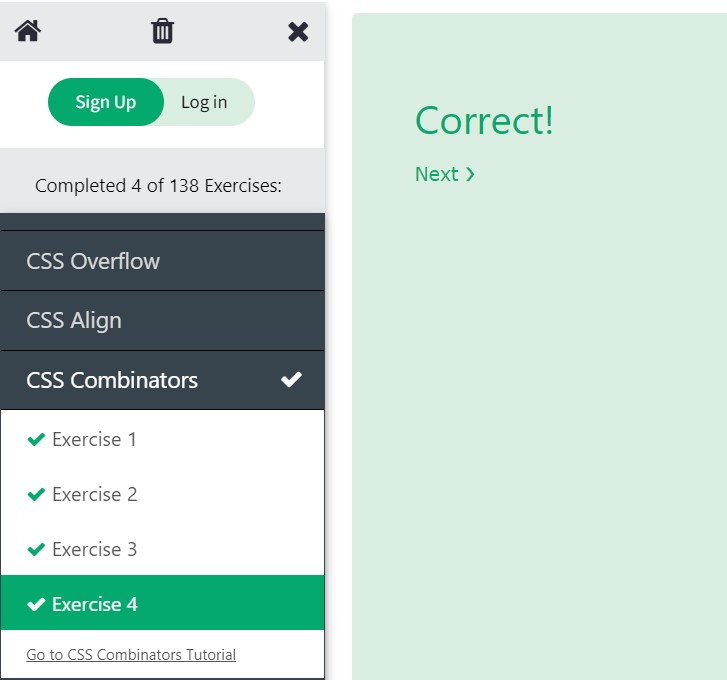 Sign Up Log in
Completed 4 of 138 Exercises:
CSS Overflow
CSS Align
CSS Combinators
Exercise 1
Exercise 2
Exercise 3
Exercise 4
Go to CSS Combinators Tutorial
Correct!
Next ❯